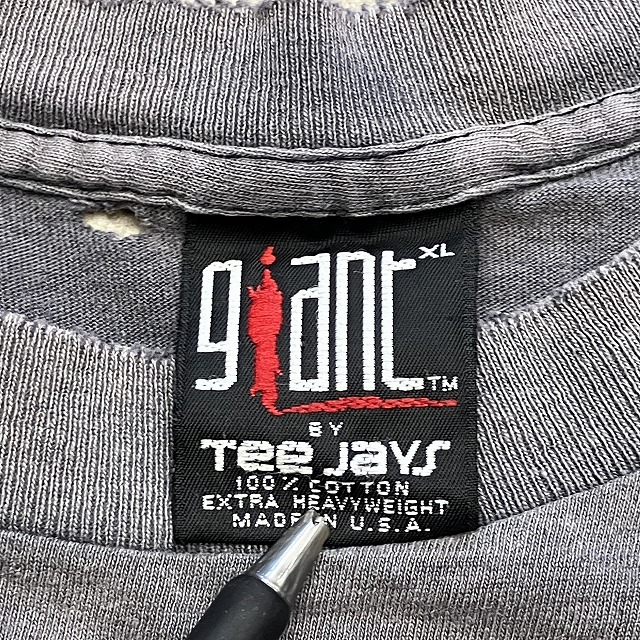 giant XL
TM
BY
Tee Jays
100% COTTON
EXTRA HEAVYWEIGHT
MADE IN U.S.A.